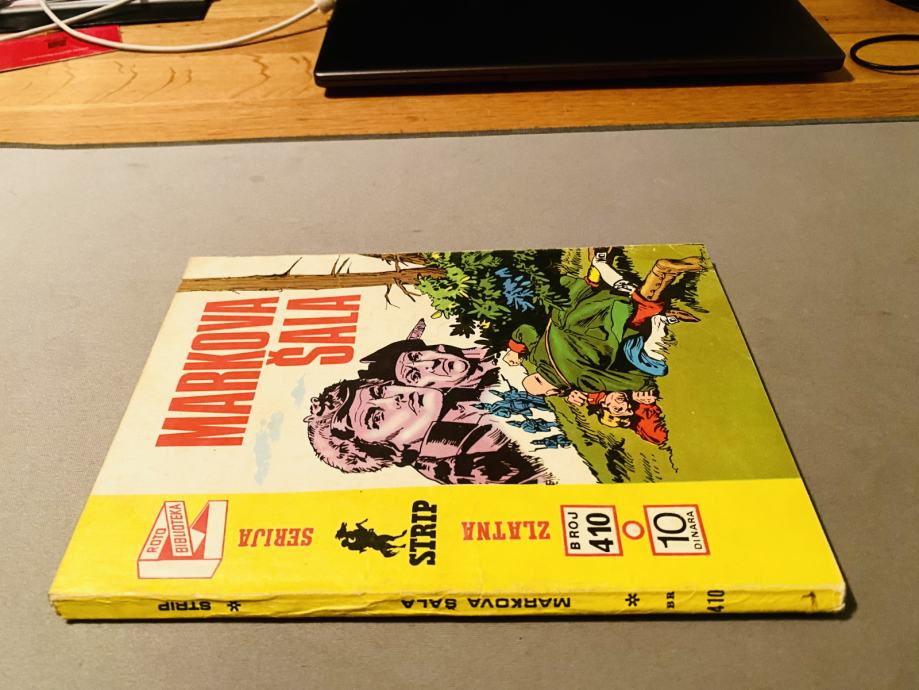 MARKOVA
ŠALA
ROTO
BIBLIOTEKA
ZLATNA
STRIP
SERIJA
BROJ
410
10
DINARA
STRIP * MARKOVA ŠALA * BR 410